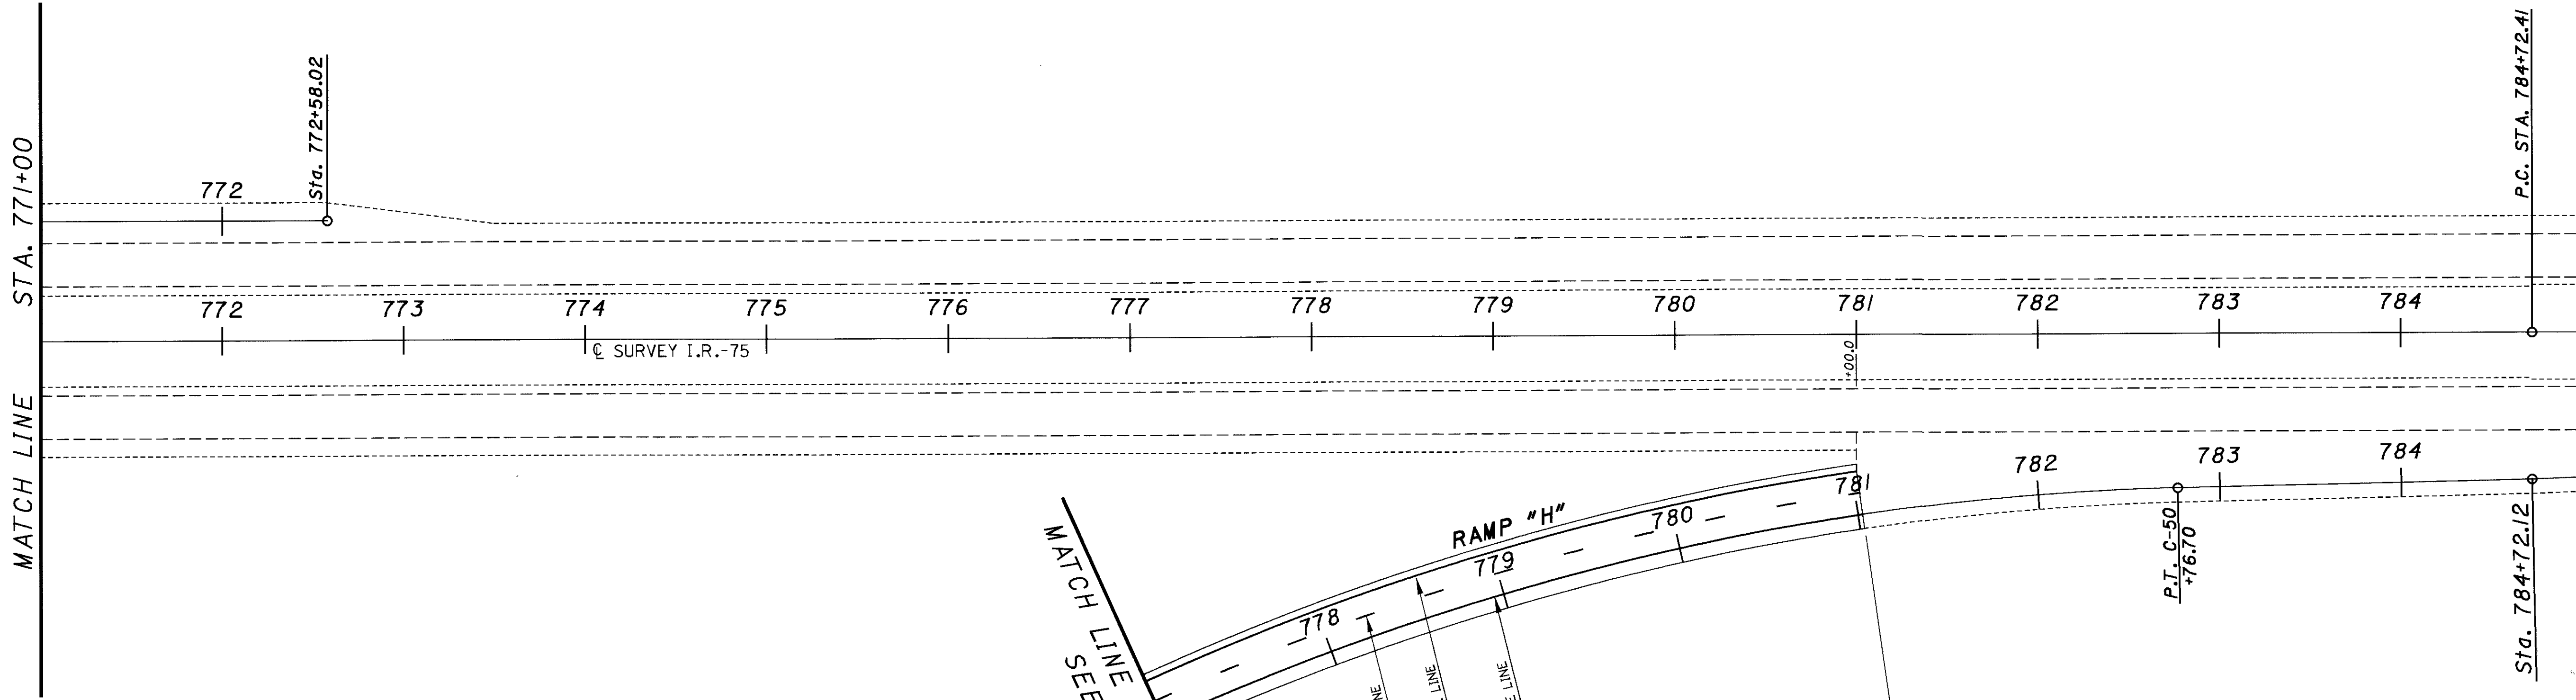 MATCH LINE STA. 771+00
772
Sta. 772+58.02
P.C. STA. 784+72.41
772 773 774 775 776 777 778 779 780 781 782 783 784
℄ SURVEY I.R.-75
+00.0
RAMP "H"
778 779 780 781 782 783 784
P.T. C-50
+76.70
Sta. 784+72.12
MATCH LINE
SEE
LINE
LINE